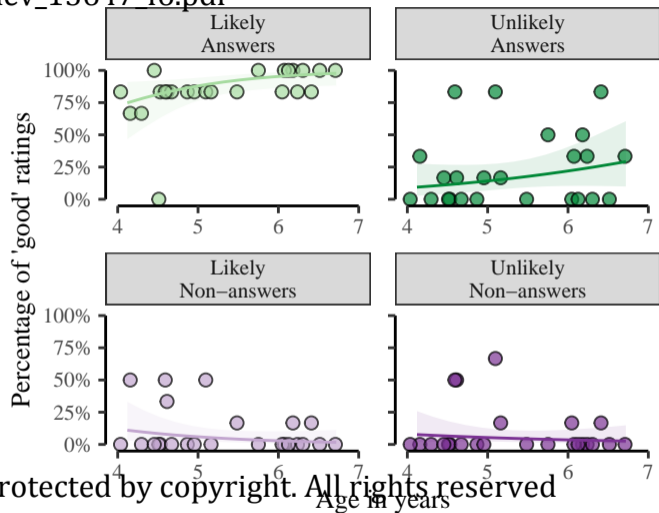 Likely
Answers
Unlikely
Answers
Percentage of 'good' ratings
100%
75%
50%
25%
0%
4 5 6 7
4 5 6 7
Likely
Non−answers
Unlikely
Non−answers
100%
75%
50%
25%
0%
4 5 6 7
4 5 6 7
rotected by copyright. All rights reserved
Age in years